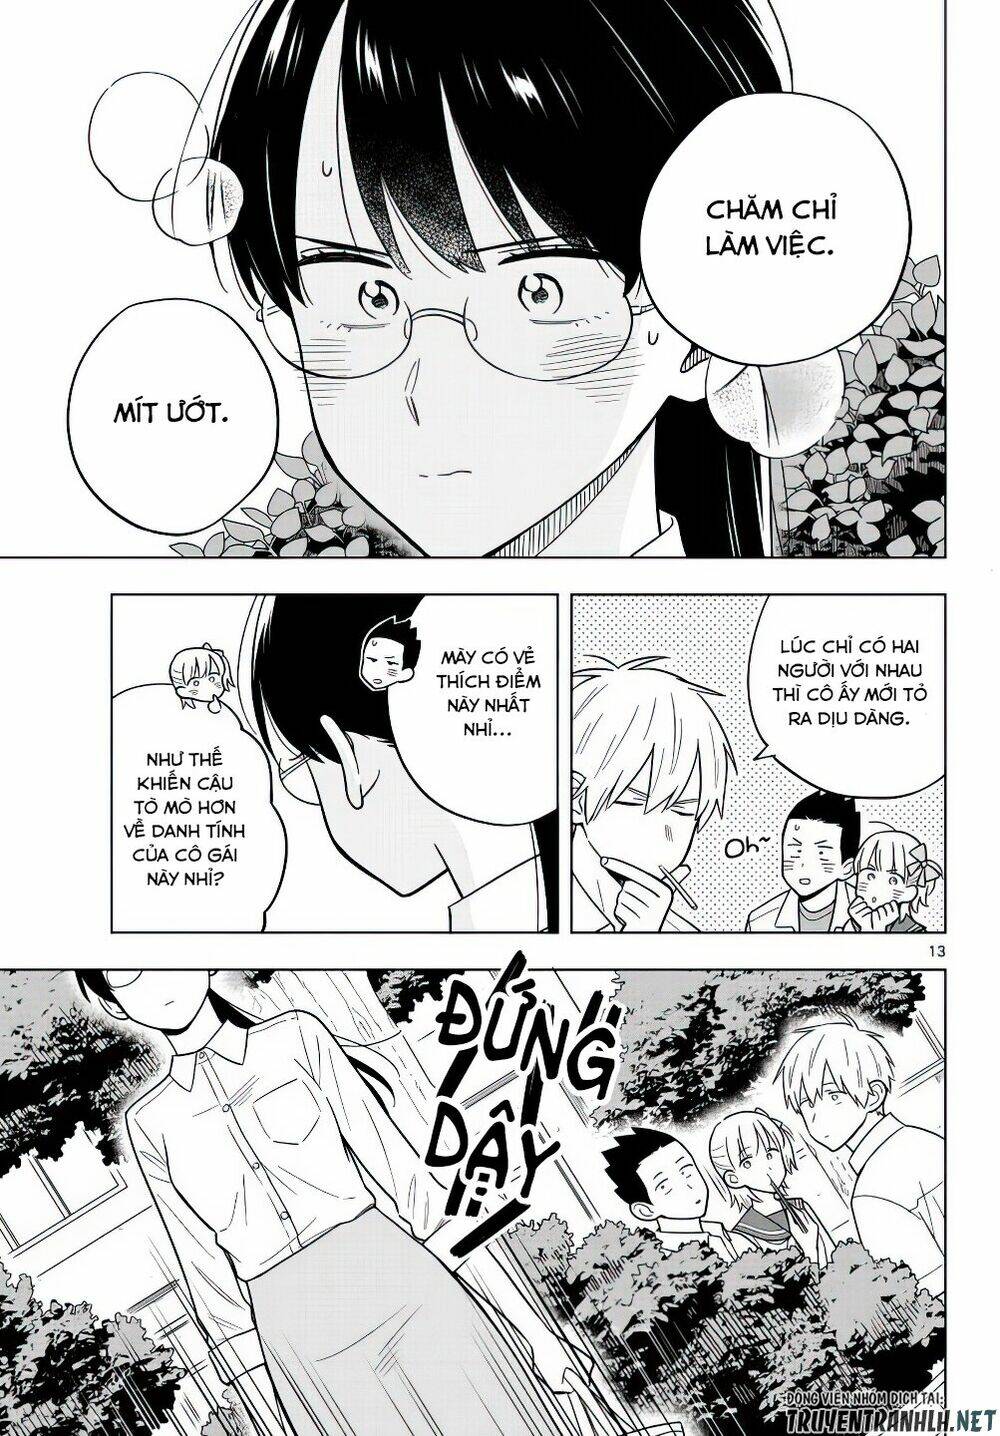 CHĂM CHỈ
LÀM VIỆC.
MÍT ƯỚT.
LÚC CHỈ CÓ HAI
NGƯỜI VỚI NHAU
THÌ CÔ ẤY MỚI TỎ
RA DỊU DÀNG.
Oh~
MÀY CÓ VẺ
THÍCH ĐIỂM
NÀY NHẤT
NHỈ...
NHƯ THẾ
KHIẾN CẬU
TÒ MÒ HƠN
VỀ DANH TÍNH
CỦA CÔ GÁI
NÀY NHỈ?
13
ĐỨNG
DẬY
ĐỘNG VIÊN NHÓM DỊCH TẠI:
TRUYENTRANHLH.NET